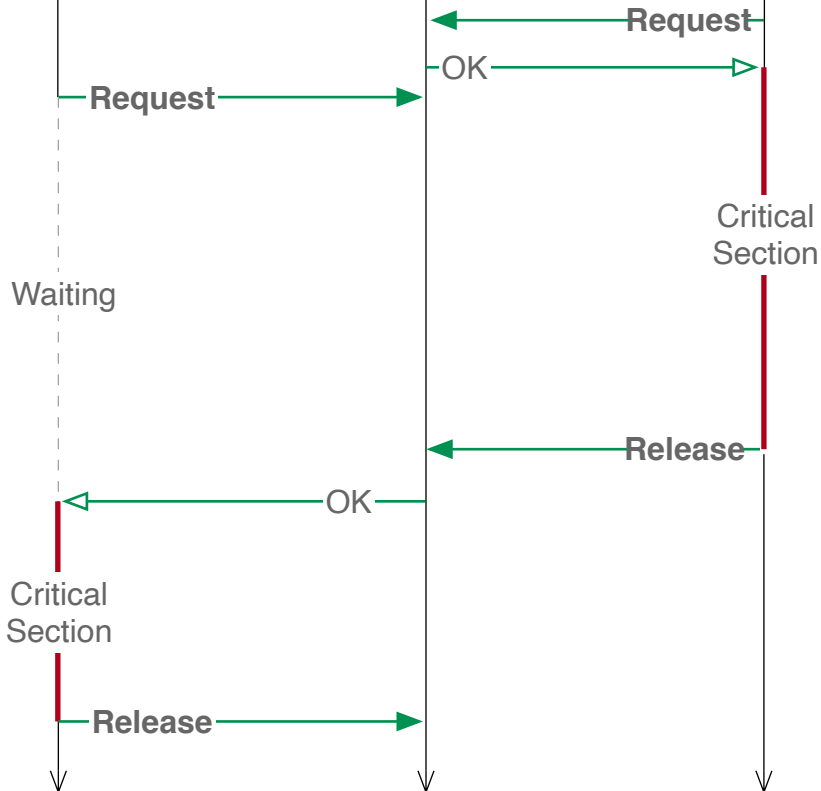 Request
OK
Request
Critical
Section
Waiting
Release
OK
Critical
Section
Release